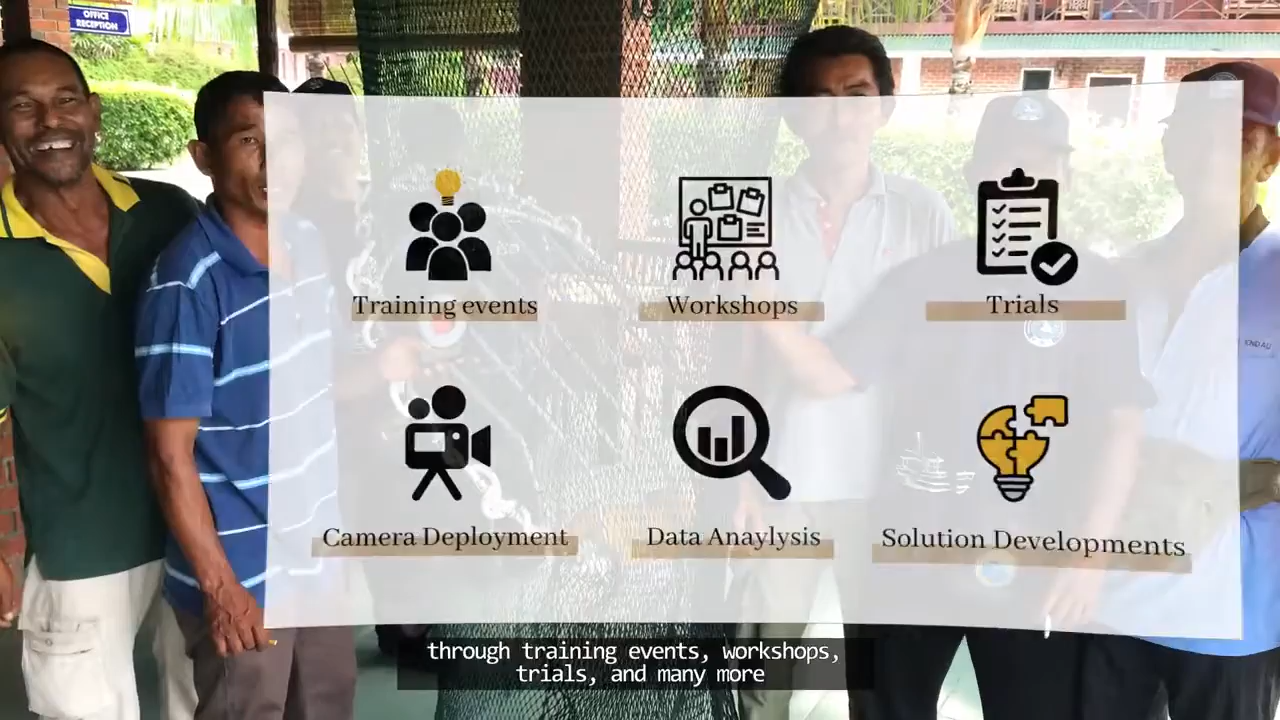 OFFICE
RECEPTION
Training events
Workshops
Trials
Camera Deployment
Data Anaylysis
Solution Developments
through training events, workshops,
trials, and many more